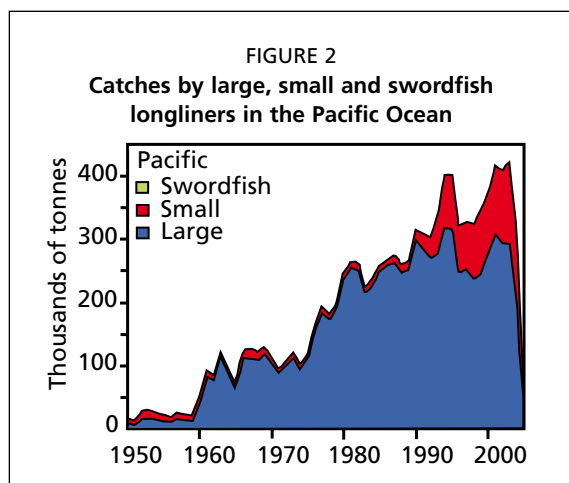 FIGURE 2
Catches by large, small and swordfish
longliners in the Pacific Ocean
Thousands of tonnes
Pacific
Swordfish
Small
Large
400
300
200
100
0
1950 1960 1970 1980 1990 2000